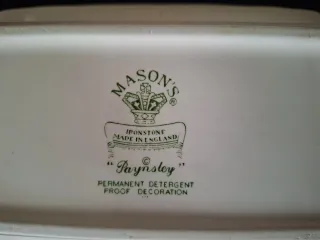 MASON'S®
IRONSTONE
MADE IN ENGLAND
©
"Paynsley"
PERMANENT DETERGENT
PROOF DECORATION